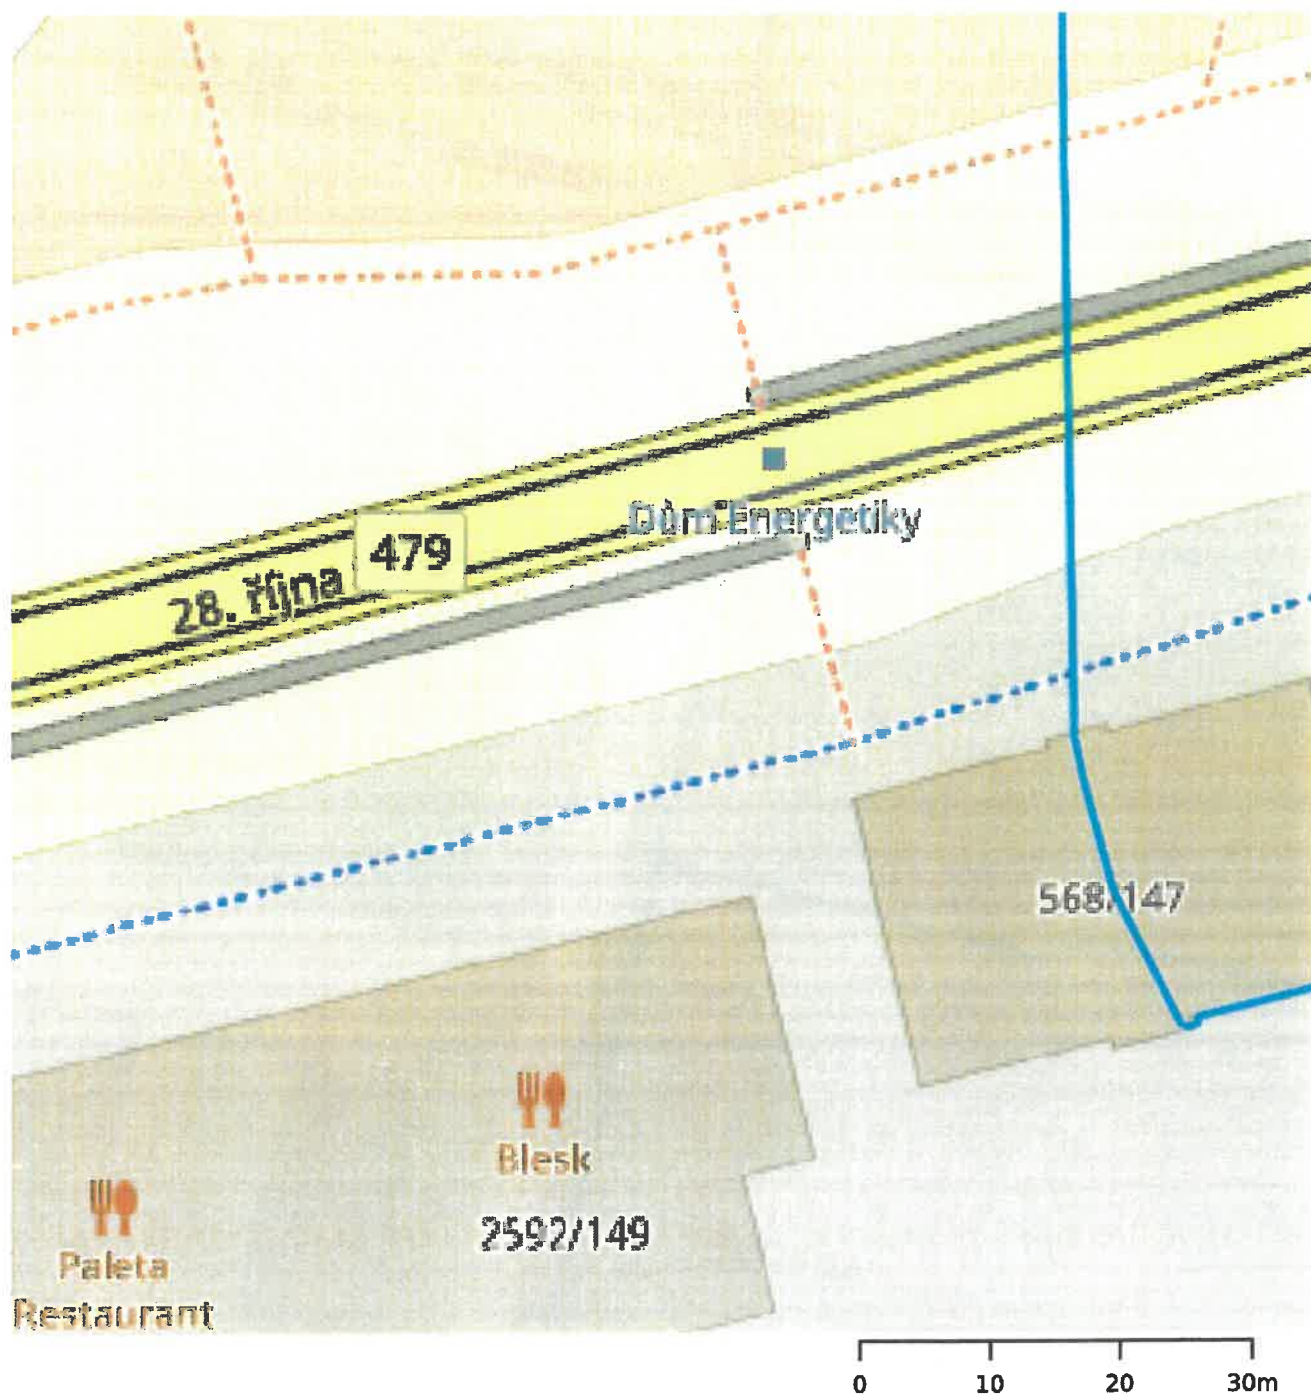 Dům Energetiky
479
28. října
568/147
Blesk
2592/149
Paleta
Restaurant
0 10 20 30m